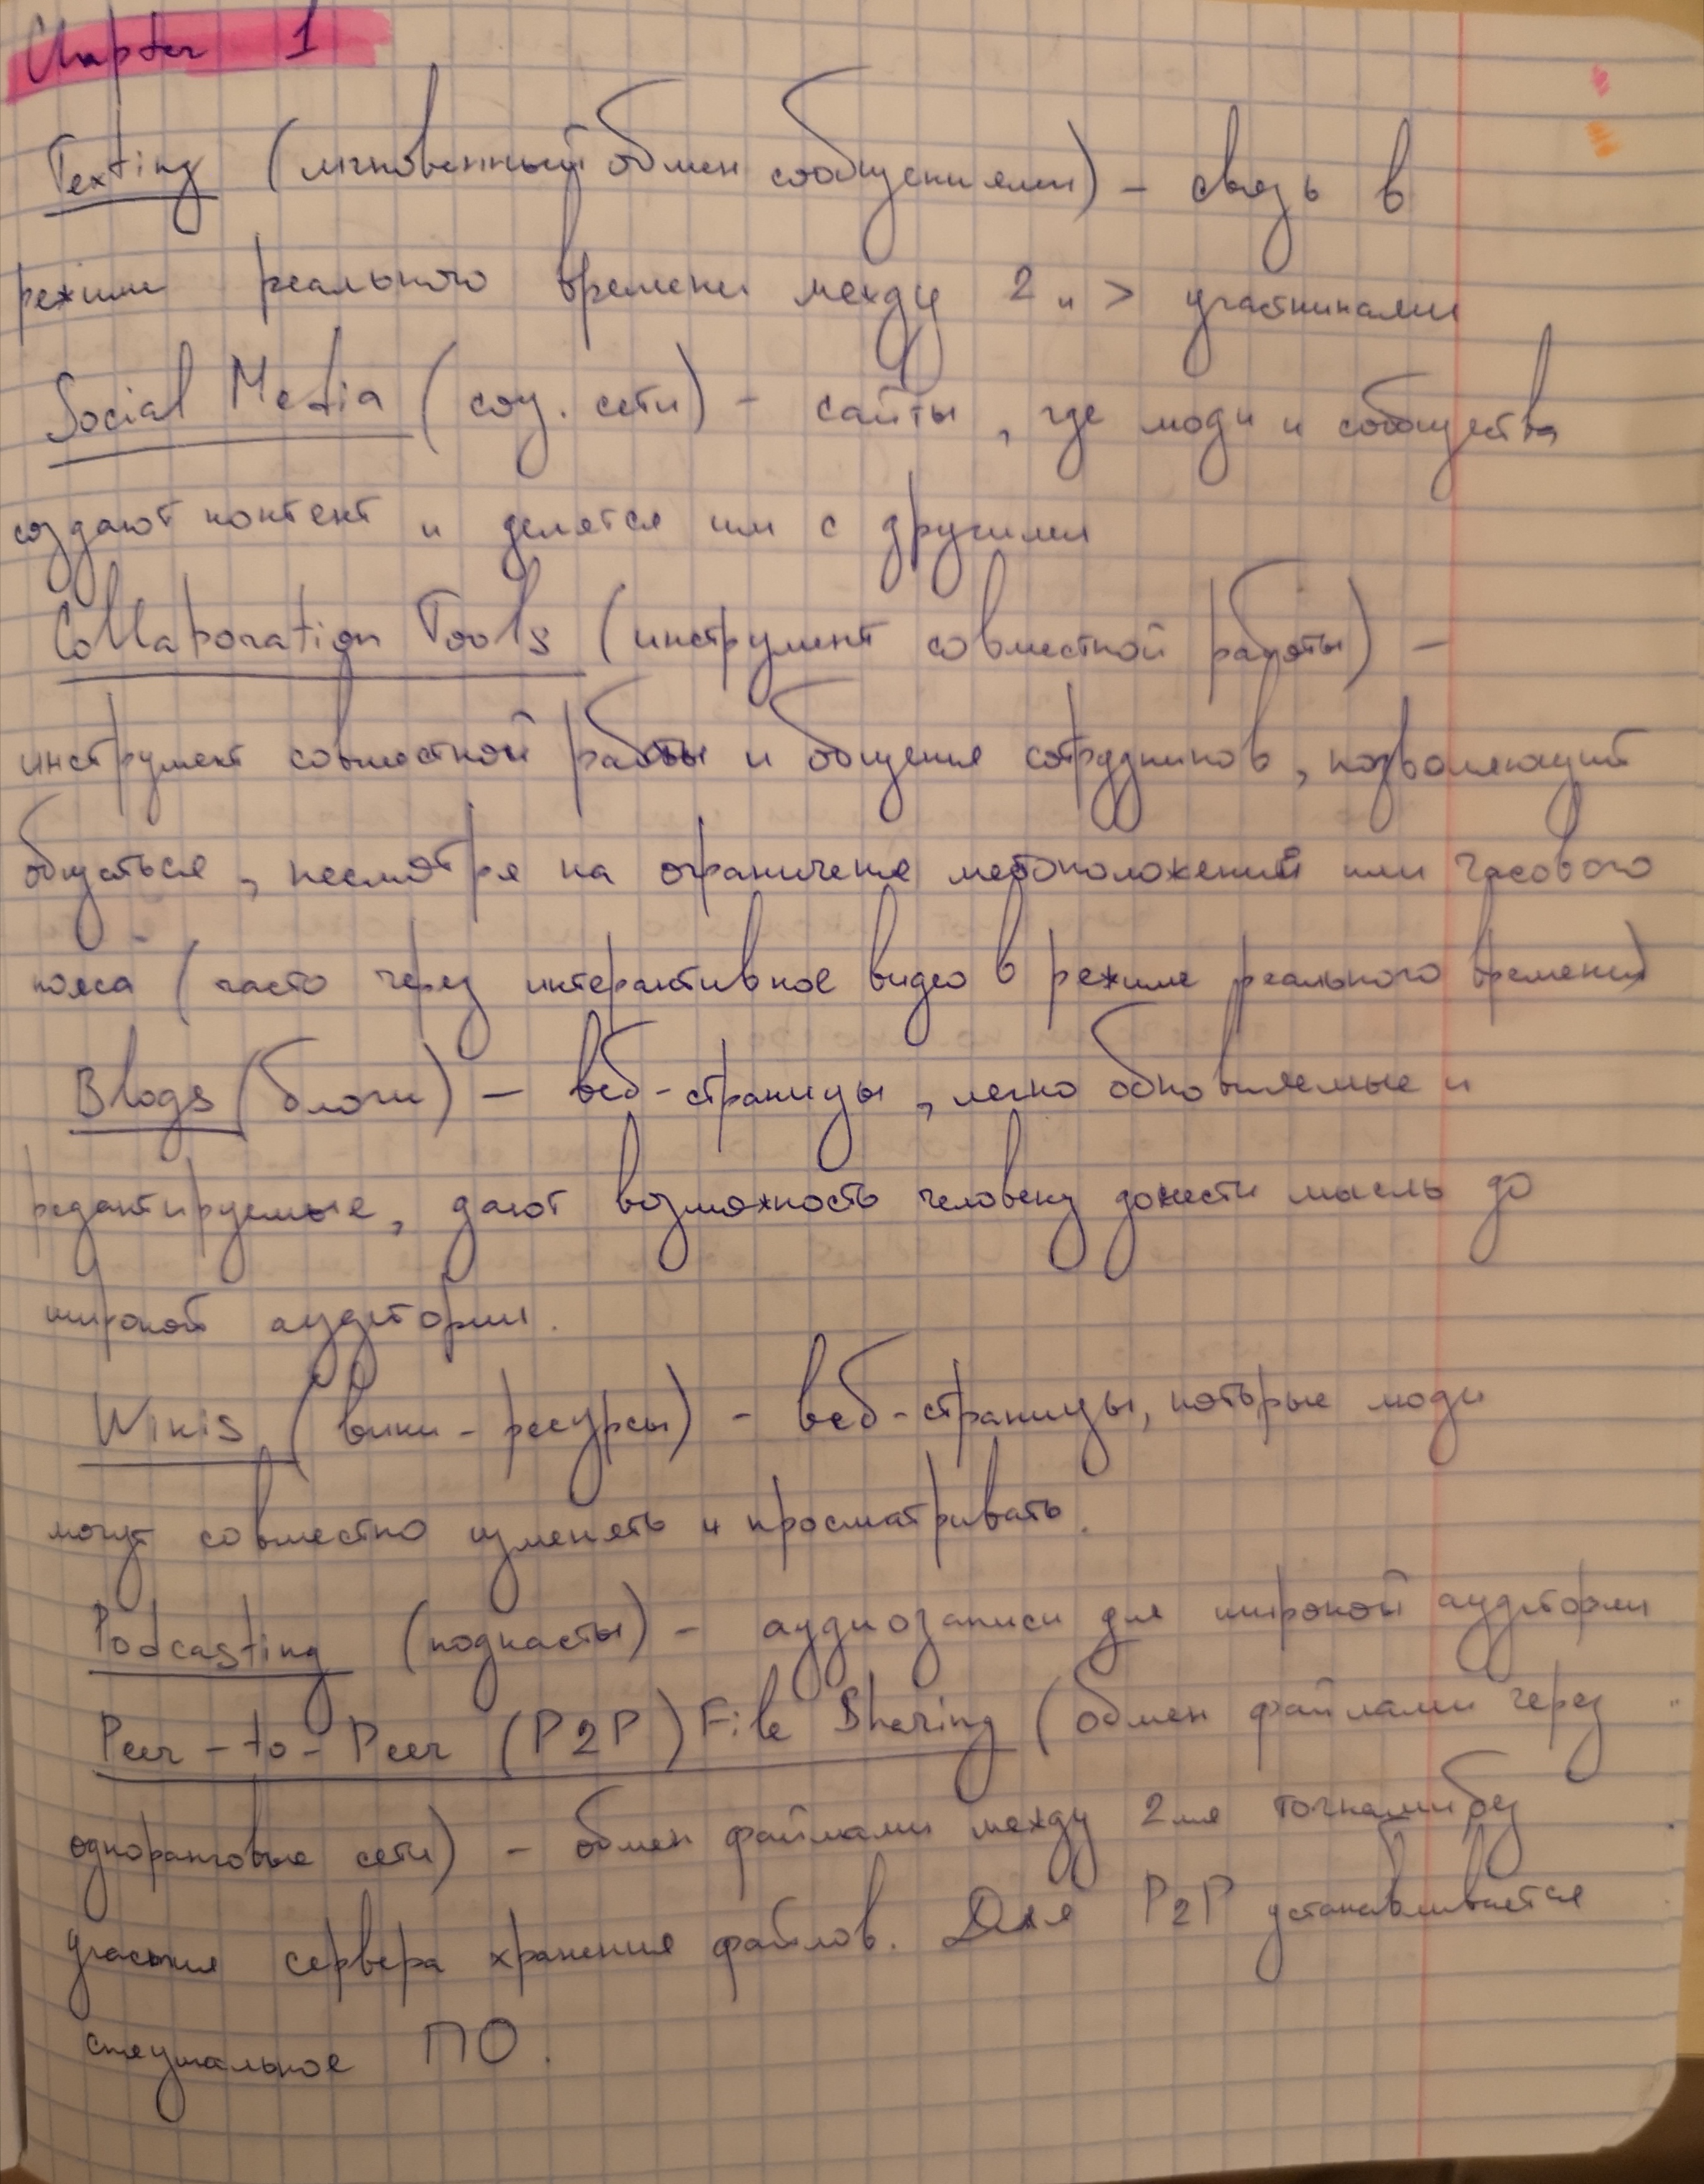 Chapter 1
Texting (мгновенный обмен сообщениями) – связь в
режиме реального времени между 2 и > участниками
Social Media (соц. сети) – сайты, где люди и сообщества
создают контент и делятся им с другими
Collaboration Tools (инструмент совместной работы) –
инструмент совместной работы и общения сотрудников, позволяющий
общаться, несмотря на ограничение местоположений или часового
пояса (часто через интерактивное видео в режиме реального времени)
Blogs (блоги) – веб-страницы, легко обновляемые и
редактируемые, дают возможность человеку донести мысль до
широкой аудитории.
Wikis (вики-ресурсы) – веб-страницы, которые люди
могут совместно изменять и просматривать.
Podcasting (подкасты) – аудиозаписи для широкой аудитории
Peer-to-Peer (P2P) File Sharing (обмен файлами через
одноранговые сети) – обмен файлами между 2мя точками без
участия сервера хранения файлов. Для P2P устанавливается
специальное ПО.